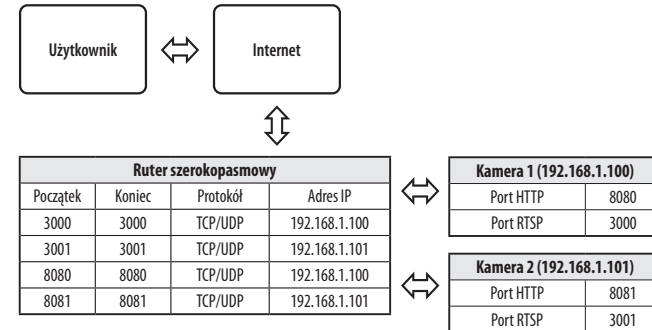 Użytkownik
Internet
Ruter szerokopasmowy
Początek Koniec Protokół Adres IP
3000 3000 TCP/UDP 192.168.1.100
3001 3001 TCP/UDP 192.168.1.101
8080 8080 TCP/UDP 192.168.1.100
8081 8081 TCP/UDP 192.168.1.101
Kamera 1 (192.168.1.100)
Port HTTP 8080
Port RTSP 3000
Kamera 2 (192.168.1.101)
Port HTTP 8081
Port RTSP 3001